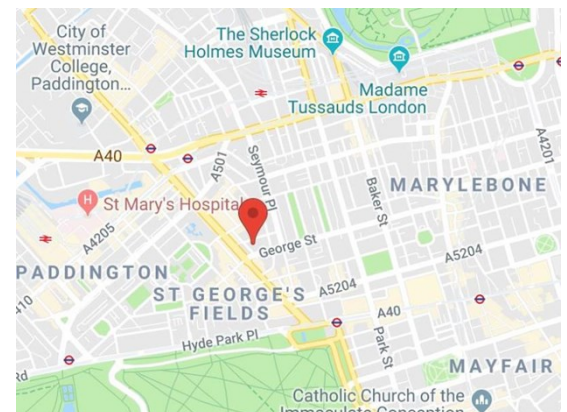 City of
Westminster
College,
Paddington...
The Sherlock
Holmes Museum
Madame
Tussauds London
A40
A501
Seymour Pl
A4201
Baker St
MARYLEBONE
H
St Mary's Hospital
A4205
George St
PADDINGTON
ST GEORGE'S
FIELDS
A5204
A5204
A40
Hyde Park Pl
Park St
MAYFAIR
Catholic Church of the
Immaculate Conception